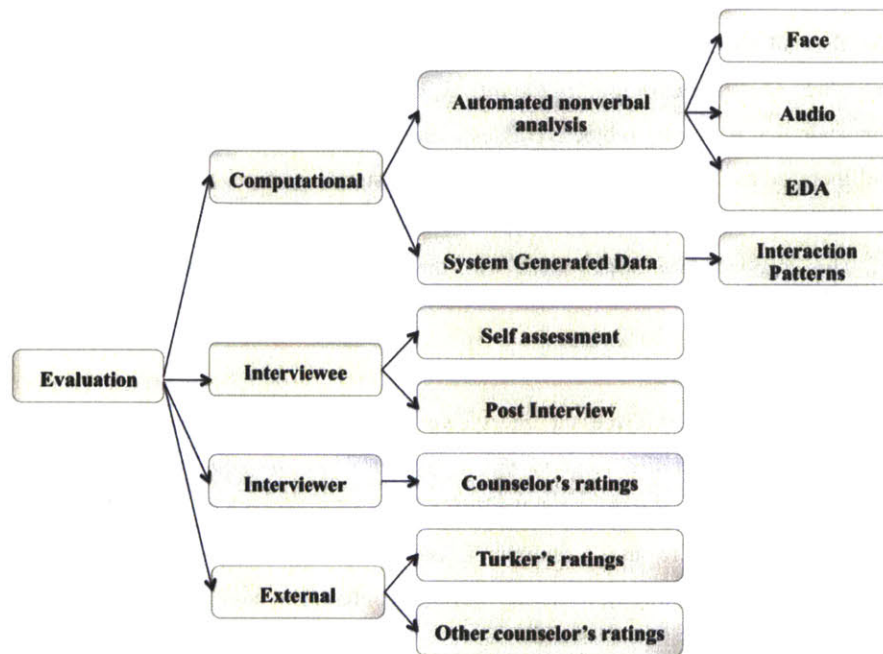 Face
Automated nonverbal
analysis
Audio
Computational
EDA
System Generated Data
Interaction
Patterns
Self assessment
Evaluation
Interviewee
Post Interview
Interviewer
Counselor's ratings
Turker's ratings
External
Other counselor's ratings